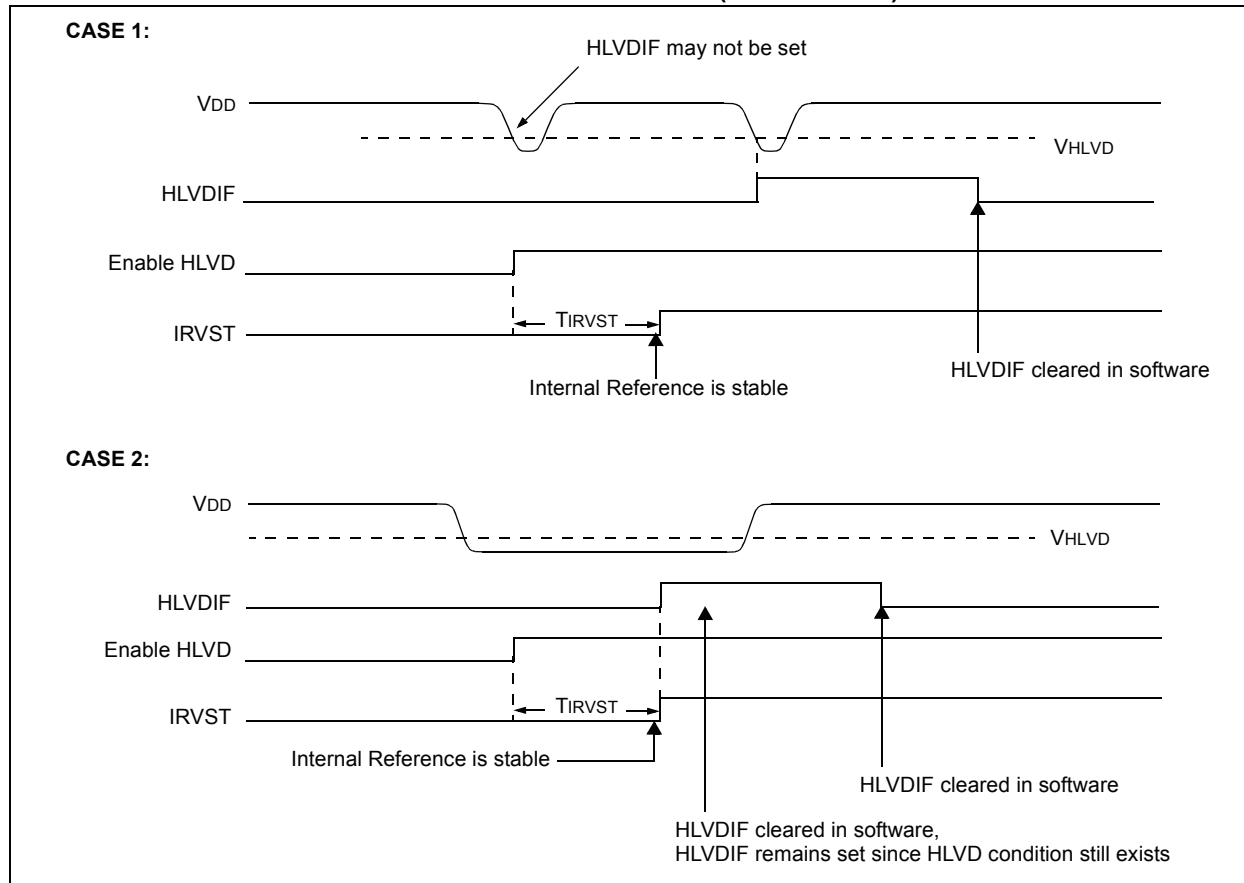 CASE 1:
HLVDIF may not be set
VDD
VHLVD
HLVDIF
Enable HLVD
TIRVST
IRVST
HLVDIF cleared in software
Internal Reference is stable
CASE 2:
VDD
VHLVD
HLVDIF
Enable HLVD
TIRVST
IRVST
Internal Reference is stable
HLVDIF cleared in software
HLVDIF cleared in software,
HLVDIF remains set since HLVD condition still exists